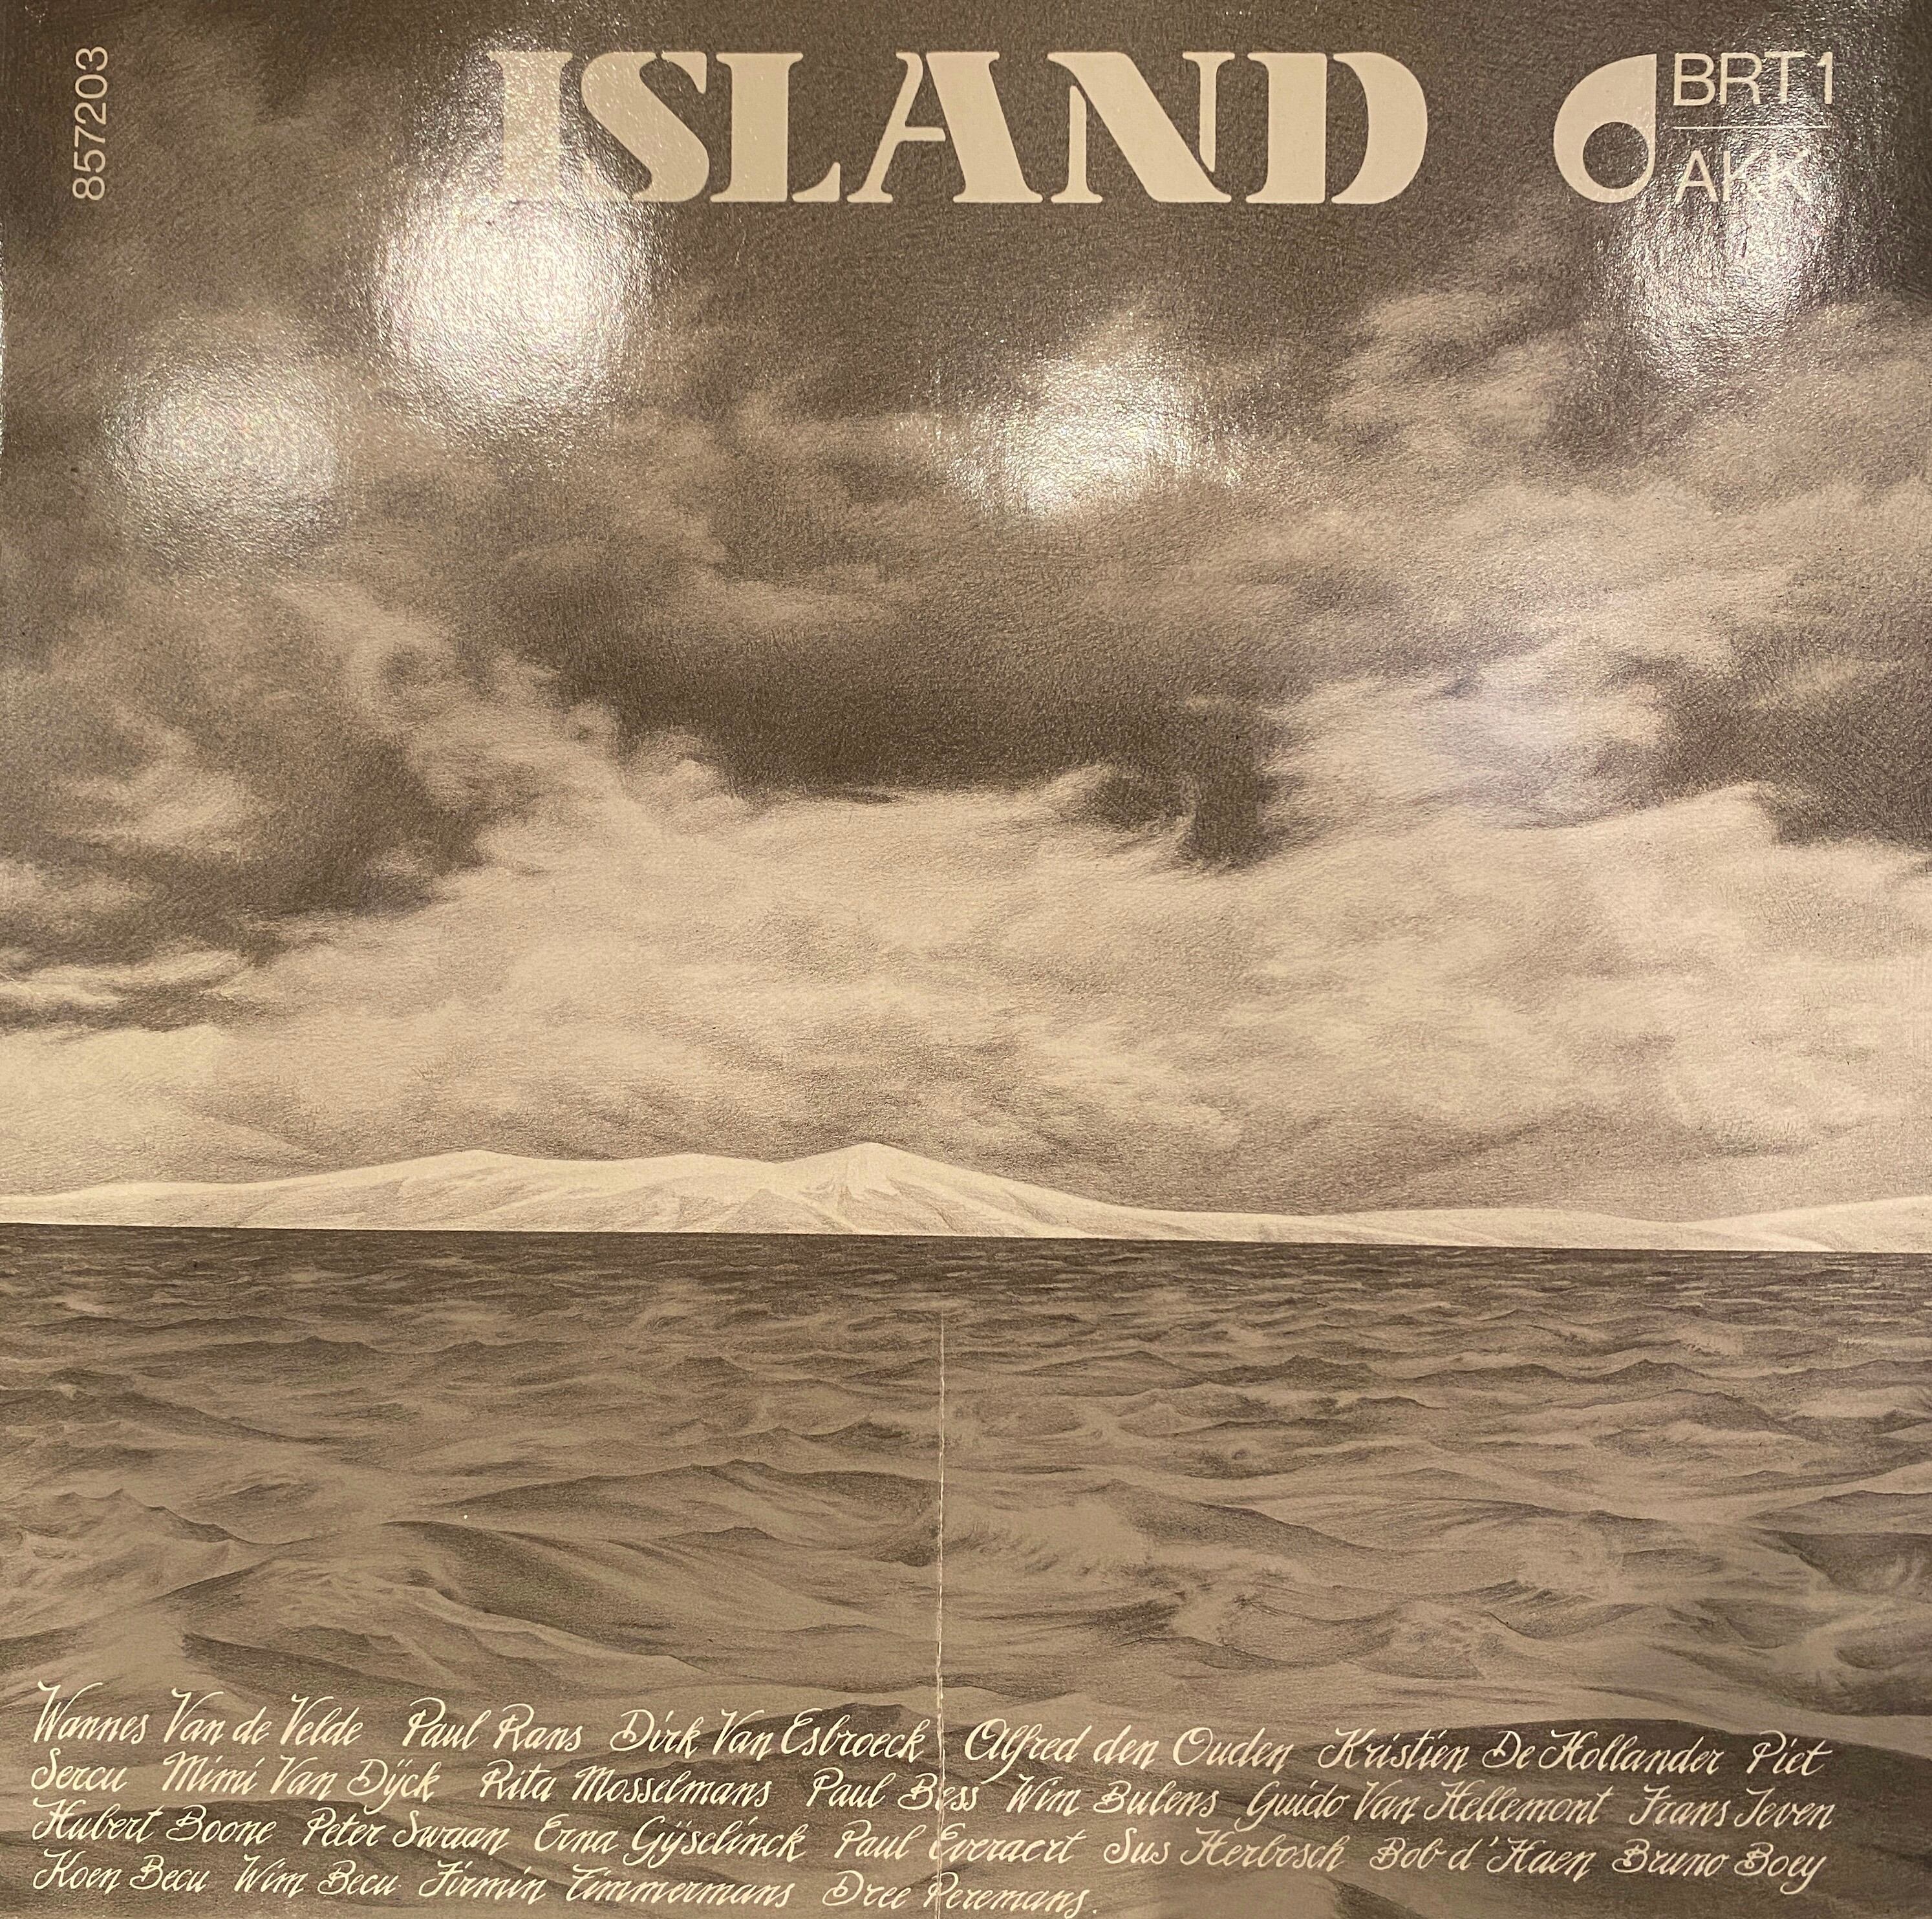 857203
ISLAND
BRT1
AKK
Wannes Van de Velde Paul Rans Dirk Van Esbroeck Alfred den Ouden Kristien De Hollander Piet
Sercu Mimi Van Dÿck Rita Mosselmans Paul Bess Wim Bulens Guido Van Hellemont Frans Ieven
Hubert Boone Peter Swaan Erna Gÿselinck Paul Everaert Sus Herbosch Bob d'Haen Bruno Boey
Koen Becu Wim Becu Firmin Timmermans Dree Peremans.